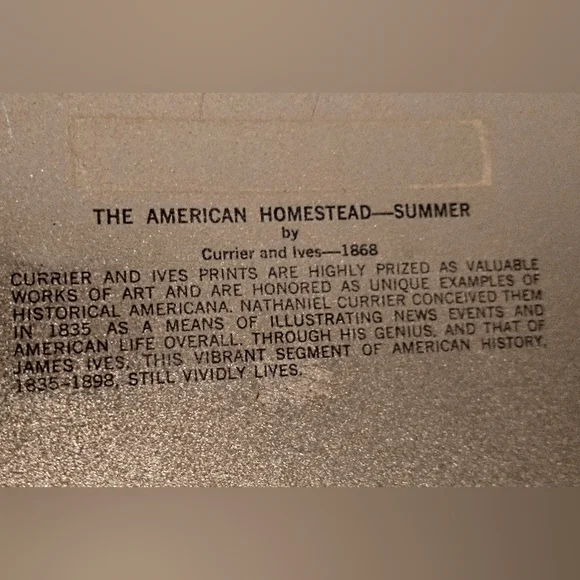 THE AMERICAN HOMESTEAD—SUMMER
by
Currier and Ives—1868
CURRIER AND IVES PRINTS ARE HIGHLY PRIZED AS VALUABLE
WORKS OF ART AND ARE HONORED AS UNIQUE EXAMPLES OF
HISTORICAL AMERICANA. NATHANIEL CURRIER CONCEIVED THEM
IN 1835 AS A MEANS OF ILLUSTRATING NEWS EVENTS AND
AMERICAN LIFE OVERALL. THROUGH HIS GENIUS, AND THAT OF
JAMES IVES, THIS VIBRANT SEGMENT OF AMERICAN HISTORY,
1835–1898, STILL VIVIDLY LIVES.